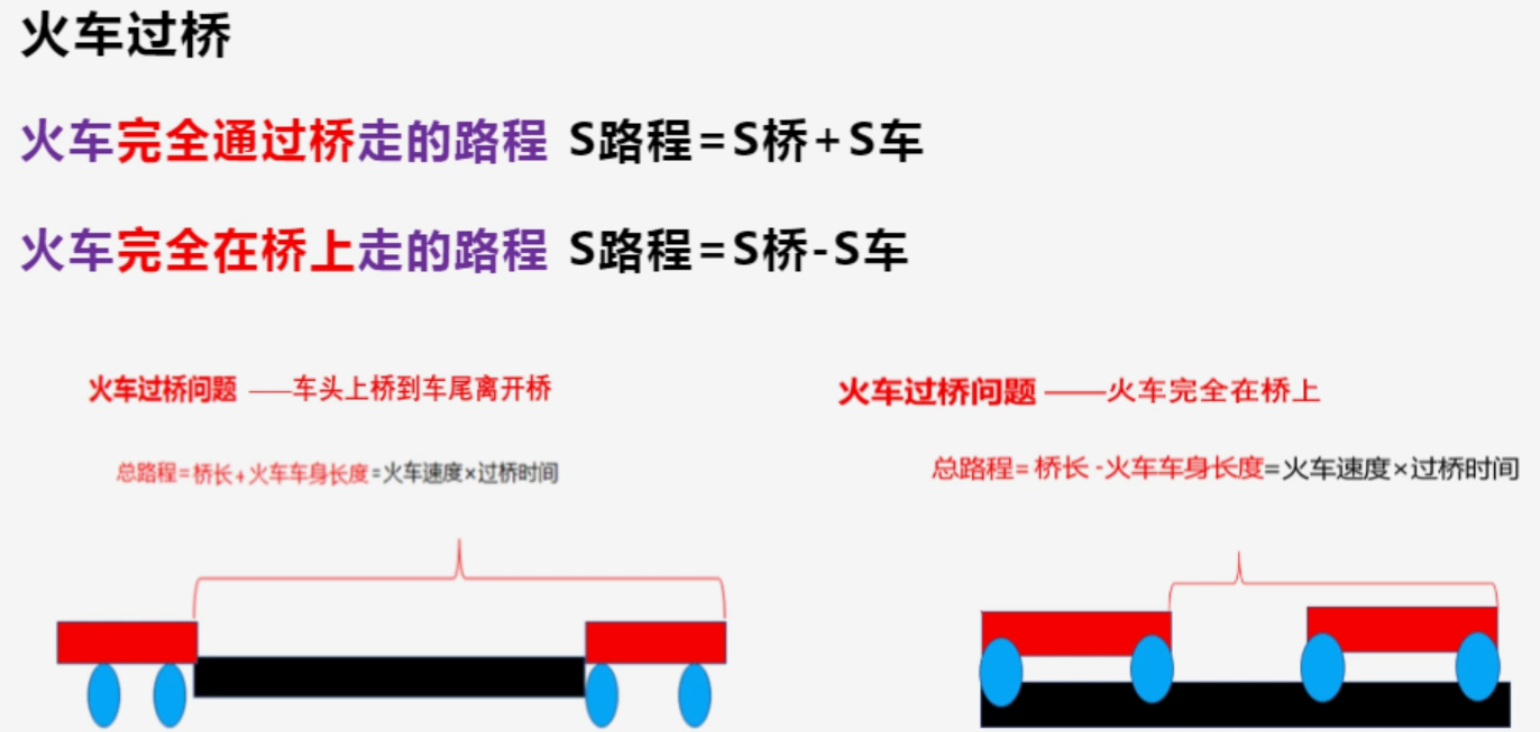 火车过桥
火车完全通过桥走的路程 S路程=S桥+S车
火车完全在桥上走的路程 S路程=S桥-S车
火车过桥问题 ——车头上桥到车尾离开桥
总路程=桥长+火车车身长度=火车速度×过桥时间
火车过桥问题 ——火车完全在桥上
总路程=桥长-火车车身长度=火车速度×过桥时间